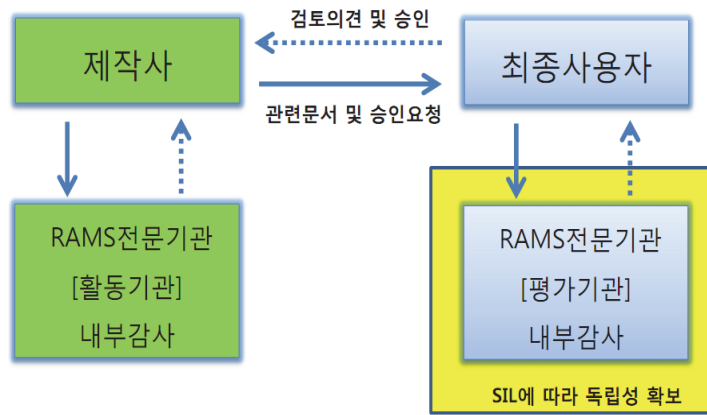 검토의견 및 승인
제작사
최종사용자
관련문서 및 승인요청
RAMS전문기관
[활동기관]
내부감사
RAMS전문기관
[평가기관]
내부감사
SIL에 따라 독립성 확보